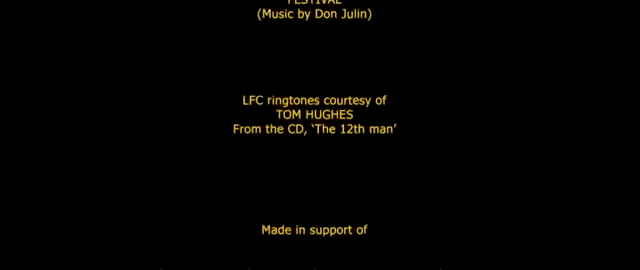 FESTIVAL
(Music by Don Julin)
LFC ringtones courtesy of
TOM HUGHES
From the CD, ‘The 12th man’
Made in support of